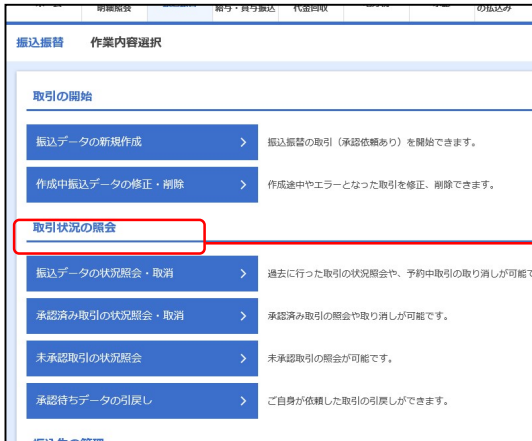 明細照会 給与・賞与振込 代金回収 の払込み
振込振替 作業内容選択
取引の開始
振込データの新規作成 振込振替の取引（承認依頼あり）を開始できます。
作成中振込データの修正・削除 作成途中やエラーとなった取引を修正、削除できます。
取引状況の照会
振込データの状況照会・取消 過去に行った取引の状況照会や、予約中取引の取り消しが可能で
承認済み取引の状況照会・取消 承認済み取引の照会や取り消しが可能です。
未承認取引の状況照会 未承認取引の照会が可能です。
承認待ちデータの引戻し ご自身が依頼した取引の引戻しができます。
振込先の管理